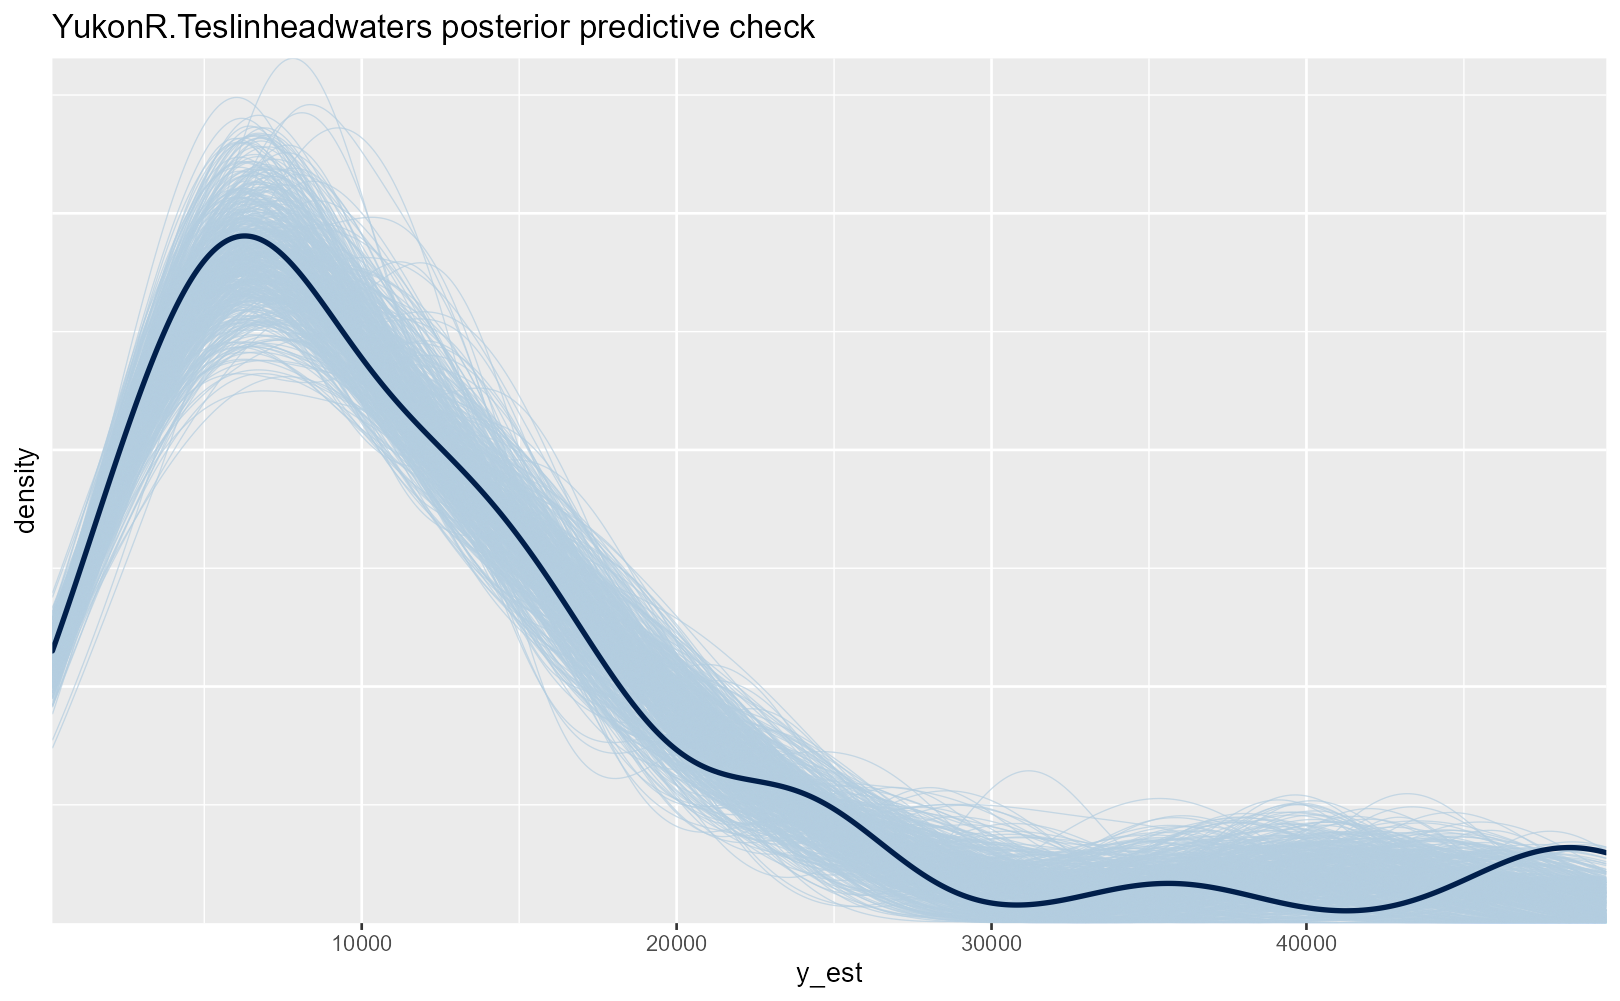 YukonR.Teslinheadwaters posterior predictive check
density
10000 20000 30000 40000
y_est